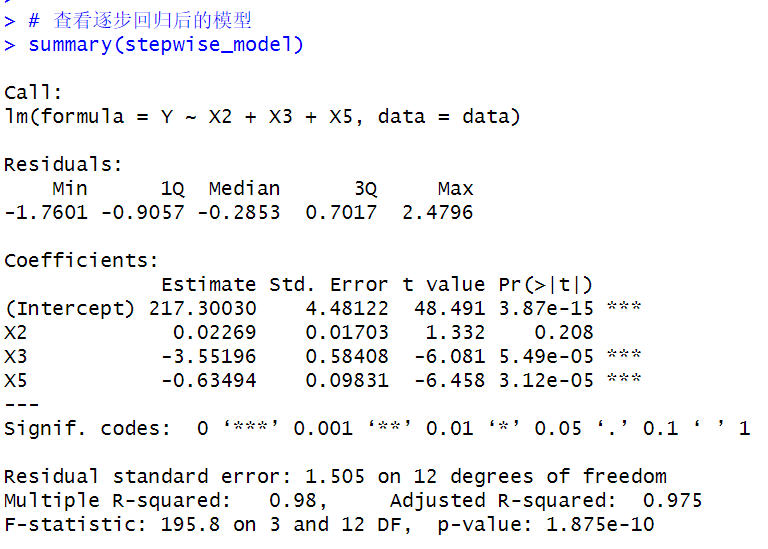 > # 查看逐步回归后的模型
> summary(stepwise_model)
Call:
lm(formula = Y ~ X2 + X3 + X5, data = data)
Residuals:
    Min      1Q  Median      3Q     Max
-1.7601 -0.9057 -0.2853  0.7017  2.4796
Coefficients:
             Estimate Std. Error t value Pr(>|t|)
(Intercept) 217.30030    4.48122  48.491 3.87e-15 ***
X2            0.02269    0.01703   1.332    0.208
X3           -3.55196    0.58408  -6.081 5.49e-05 ***
X5           -0.63494    0.09831  -6.458 3.12e-05 ***
---
Signif. codes:  0 ‘***’ 0.001 ‘**’ 0.01 ‘*’ 0.05 ‘.’ 0.1 ‘ ’ 1
Residual standard error: 1.505 on 12 degrees of freedom
Multiple R-squared:   0.98,	Adjusted R-squared:  0.975
F-statistic: 195.8 on 3 and 12 DF,  p-value: 1.875e-10